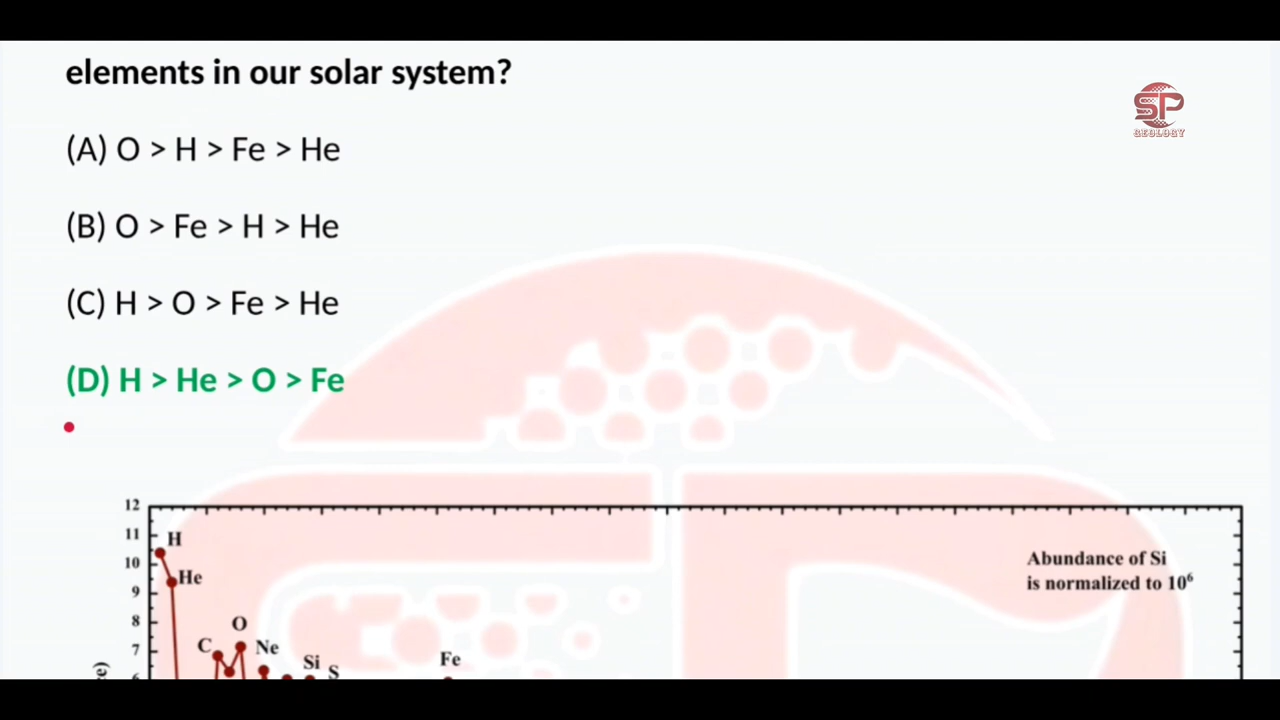 elements in our solar system?
SP
GEOLOGY
(A) O > H > Fe > He
(B) O > Fe > H > He
(C) H > O > Fe > He
(D) H > He > O > Fe
12
11
H
10
He
9
8
7
O
C
Ne
Si
S
Fe
Abundance of Si
is normalized to 10⁶